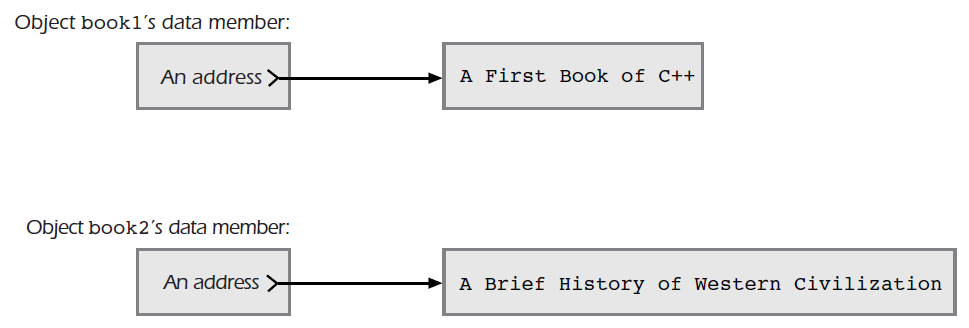 Object book1's data member:
An address
A First Book of C++
Object book2's data member:
An address
A Brief History of Western Civilization